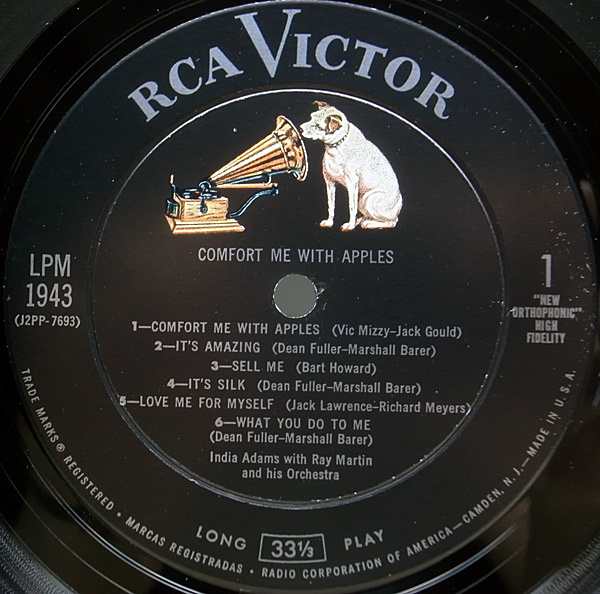 RCA VICTOR
COMFORT ME WITH APPLES
LPM
1943
(J2PP-7693)
1
"NEW
ORTHOPHONIC"
HIGH
FIDELITY
1—COMFORT ME WITH APPLES (Vic Mizzy–Jack Gould)
2—IT'S AMAZING (Dean Fuller–Marshall Barer)
3—SELL ME (Bart Howard)
4—IT'S SILK (Dean Fuller–Marshall Barer)
5—LOVE ME FOR MYSELF (Jack Lawrence–Richard Meyers)
6—WHAT YOU DO TO ME
(Dean Fuller–Marshall Barer)
India Adams with Ray Martin
and his Orchestra
LONG 33⅓ PLAY
TRADE MARKS ® REGISTERED • MARCAS REGISTRADAS • RADIO CORPORATION OF AMERICA—CAMDEN, N. J.—MADE IN U. S. A.